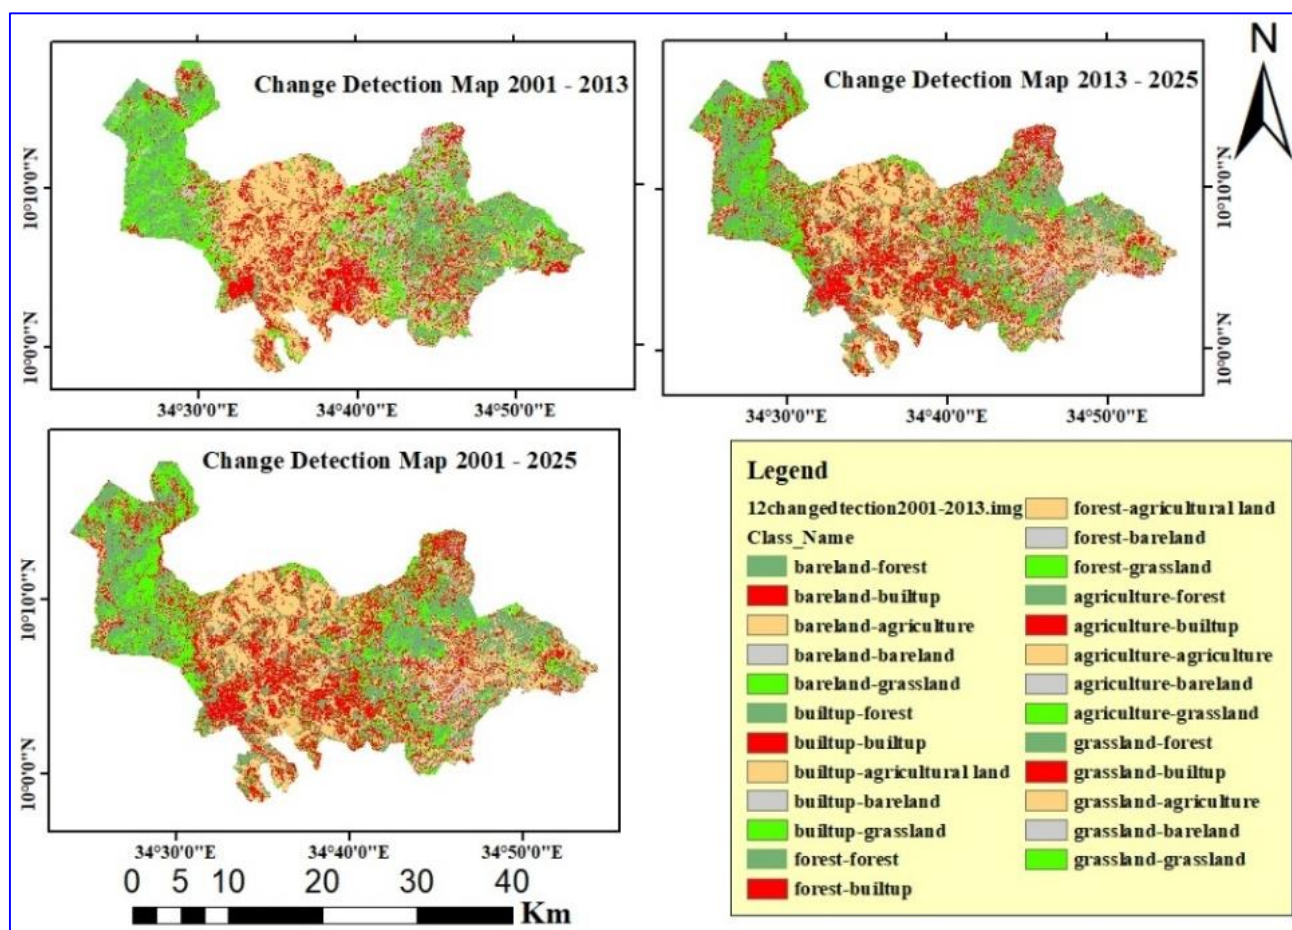 Change Detection Map 2001 - 2013
10°10'0"N
10°0'0"N
34°30'0"E
34°40'0"E
34°50'0"E
Change Detection Map 2013 - 2025
N
10°10'0"N
10°0'0"N
34°30'0"E
34°40'0"E
34°50'0"E
Change Detection Map 2001 - 2025
10°10'0"N
10°0'0"N
34°30'0"E
34°40'0"E
34°50'0"E
0 5 10 20 30 40
Km
Legend
12changedtection2001-2013.img
Class_Name
bareland-forest
bareland-builtup
bareland-agriculture
bareland-bareland
bareland-grassland
builtup-forest
builtup-builtup
builtup-agricultural land
builtup-bareland
builtup-grassland
forest-forest
forest-builtup
forest-agricultural land
forest-bareland
forest-grassland
agriculture-forest
agriculture-builtup
agriculture-agriculture
agriculture-bareland
agriculture-grassland
grassland-forest
grassland-builtup
grassland-agriculture
grassland-bareland
grassland-grassland